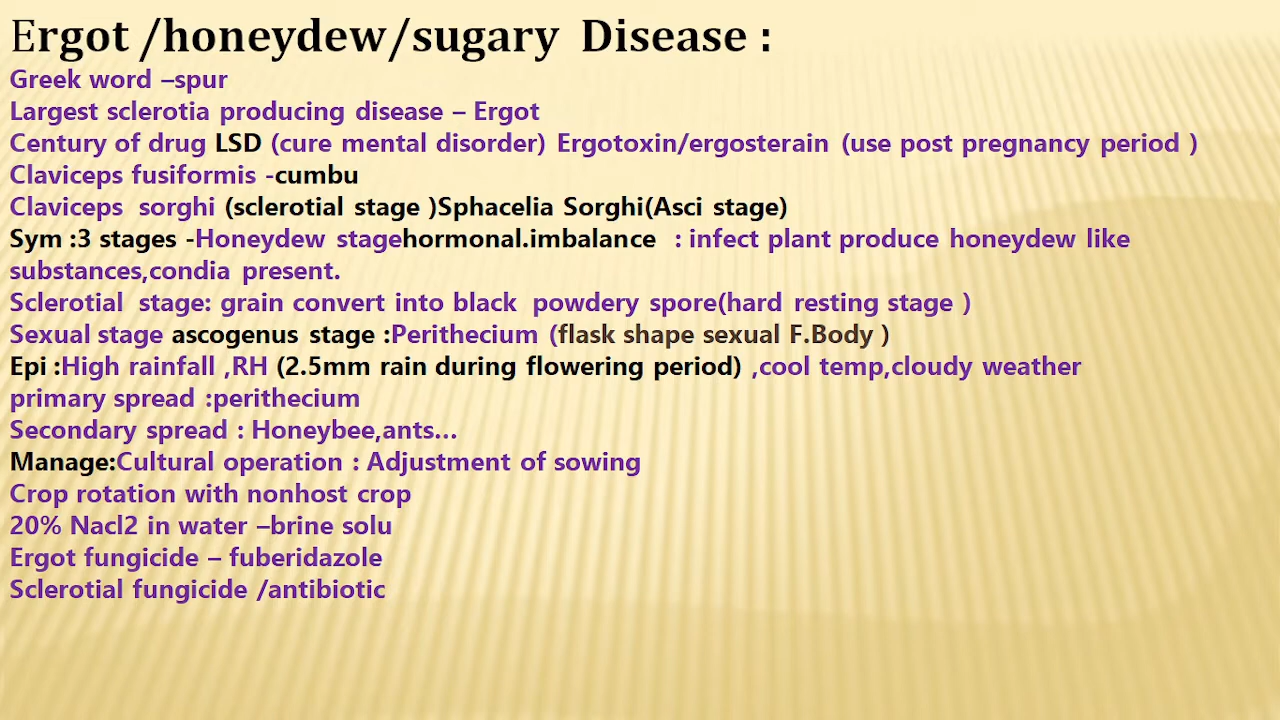 Ergot /honeydew/sugary Disease :
Greek word –spur
Largest sclerotia producing disease – Ergot
Century of drug LSD (cure mental disorder) Ergotoxin/ergosterain (use post pregnancy period )
Claviceps fusiformis -cumbu
Claviceps sorghi (sclerotial stage )Sphacelia Sorghi(Asci stage)
Sym :3 stages -Honeydew stagehormonal.imbalance : infect plant produce honeydew like
substances,condia present.
Sclerotial stage: grain convert into black powdery spore(hard resting stage )
Sexual stage ascogenus stage :Perithecium (flask shape sexual F.Body )
Epi :High rainfall ,RH (2.5mm rain during flowering period) ,cool temp,cloudy weather
primary spread :perithecium
Secondary spread : Honeybee,ants...
Manage:Cultural operation : Adjustment of sowing
Crop rotation with nonhost crop
20% Nacl2 in water –brine solu
Ergot fungicide – fuberidazole
Sclerotial fungicide /antibiotic